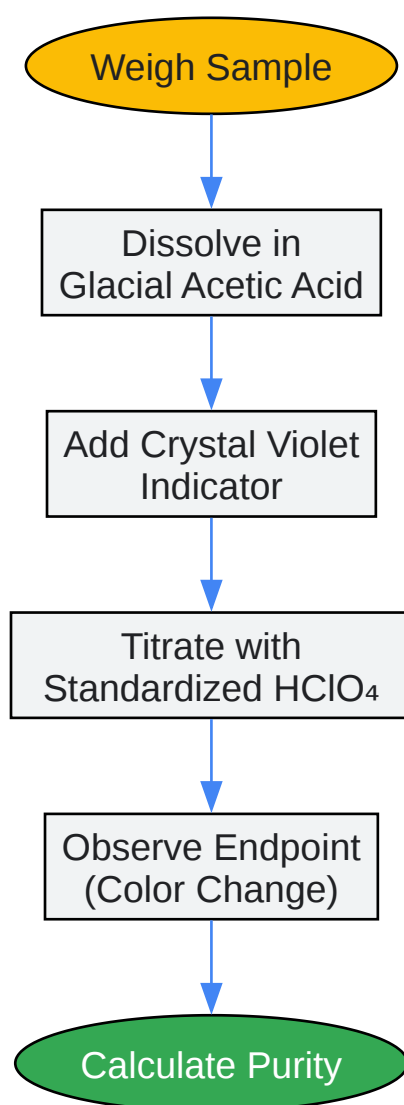 Weigh Sample
Dissolve in
Glacial Acetic Acid
Add Crystal Violet
Indicator
Titrate with
Standardized HClO₄
Observe Endpoint
(Color Change)
Calculate Purity